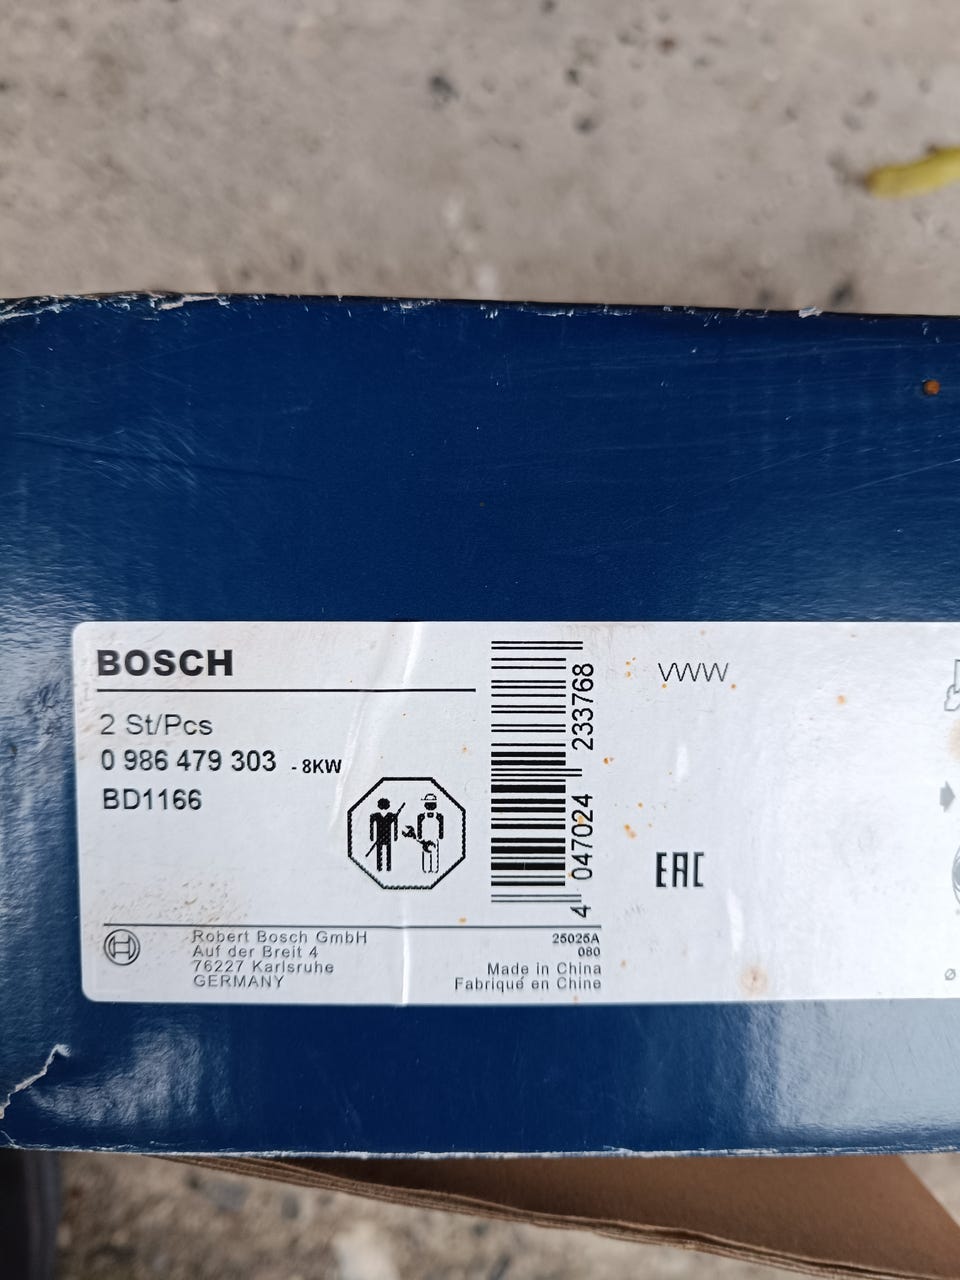 BOSCH
2 St/Pcs
0 986 479 303 - 8KW
BD1166
4 047024 233768
VWW
EAC
Robert Bosch GmbH
Auf der Breit 4
76227 Karlsruhe
GERMANY
25025A
080
Made in China
Fabriqué en Chine
Ø